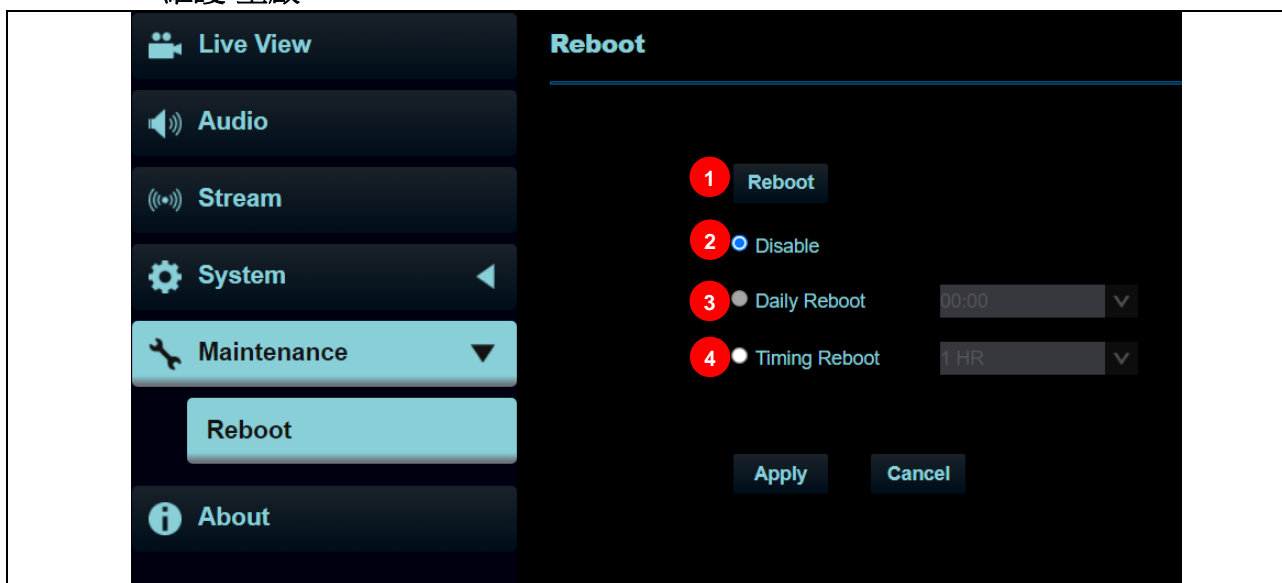 Live View
Audio
Stream
System
Maintenance
Reboot
About
Reboot
1 Reboot
2 Disable
3 Daily Reboot 00:00
4 Timing Reboot 1 HR
Apply Cancel